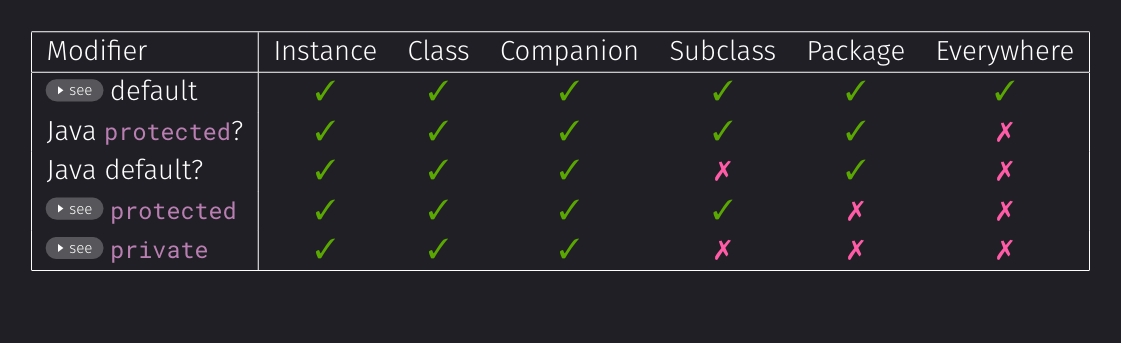 Modifier Instance Class Companion Subclass Package Everywhere
▸ see default ✓ ✓ ✓ ✓ ✓ ✓
Java protected? ✓ ✓ ✓ ✓ ✓ ✗
Java default? ✓ ✓ ✓ ✗ ✓ ✗
▸ see protected ✓ ✓ ✓ ✓ ✗ ✗
▸ see private ✓ ✓ ✓ ✗ ✗ ✗